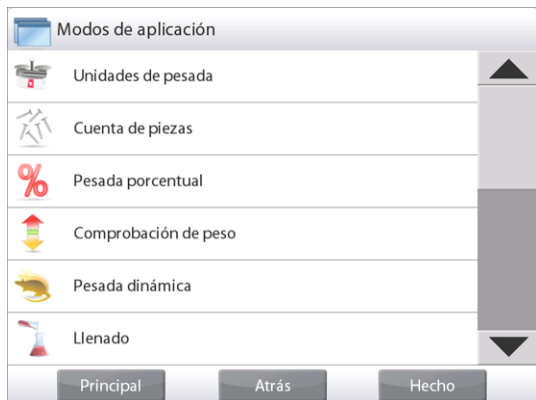 Modos de aplicación
Unidades de pesada
Cuenta de piezas
Pesada porcentual
Comprobación de peso
Pesada dinámica
Llenado
Principal Atrás Hecho